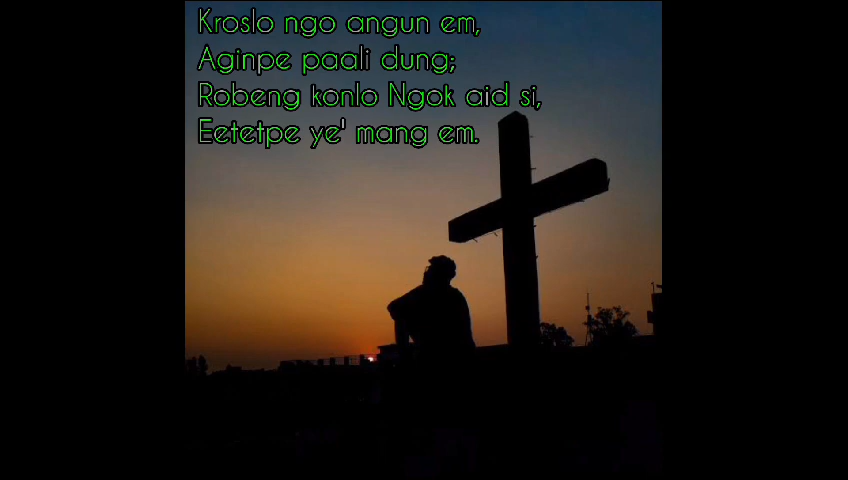 Kroslo ngo angun em,
Aginpe paali dung;
Robeng konlo Ngok aid si,
Eetetpe ye' mang em.